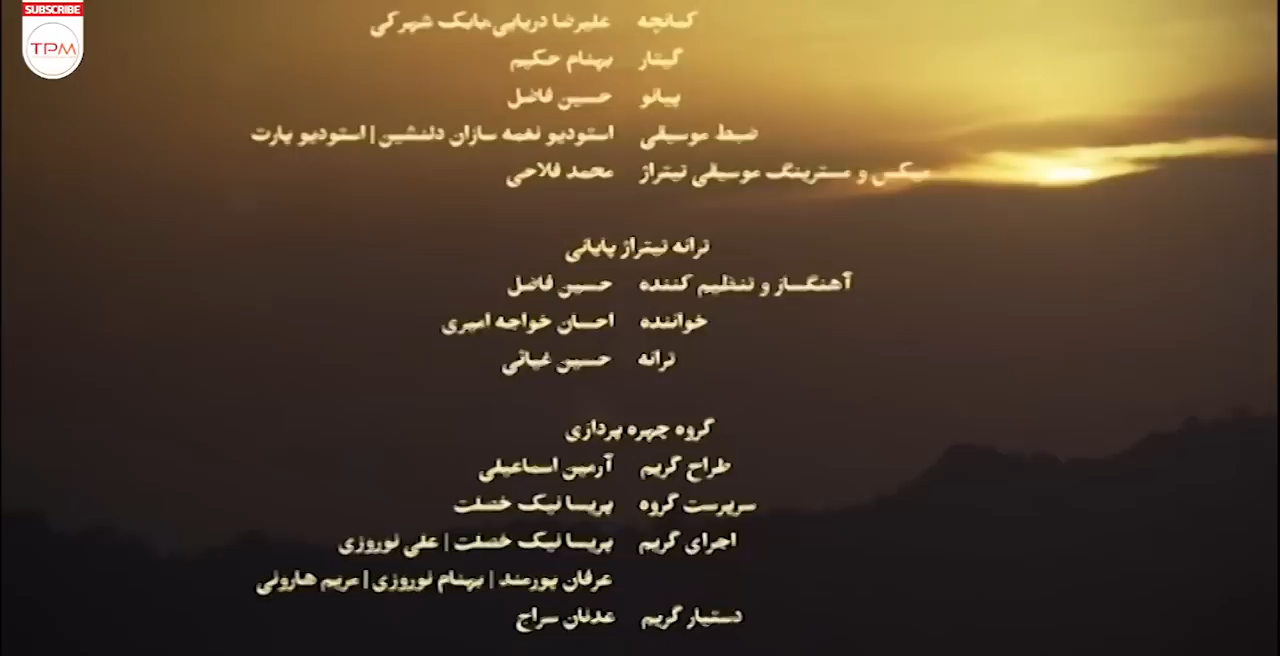 SUBSCRIBE
TPM
کمانچه علیرضا دریایی،بابک شهرکی
گیتار بهنام حکیم
پیانو حسین فاضل
ضبط موسیقی استودیو نغمه سازان دلنشین | استودیو پارت
میکس و مسترینگ موسیقی تیتراژ محمد فلاحی
ترانه تیتراژ پایانی
آهنگساز و تنظیم کننده حسین فاضل
خواننده احسان خواجه امیری
ترانه حسین غیاثی
گروه چهره پردازی
طراح گریم آرمین اسماعیلی
سرپرست گروه پریسا نیک خصلت
اجرای گریم پریسا نیک خصلت | علی نوروزی
عرفان پورمند | بهنام نوروزی | مریم هارونی
دستیار گریم عدنان سراج